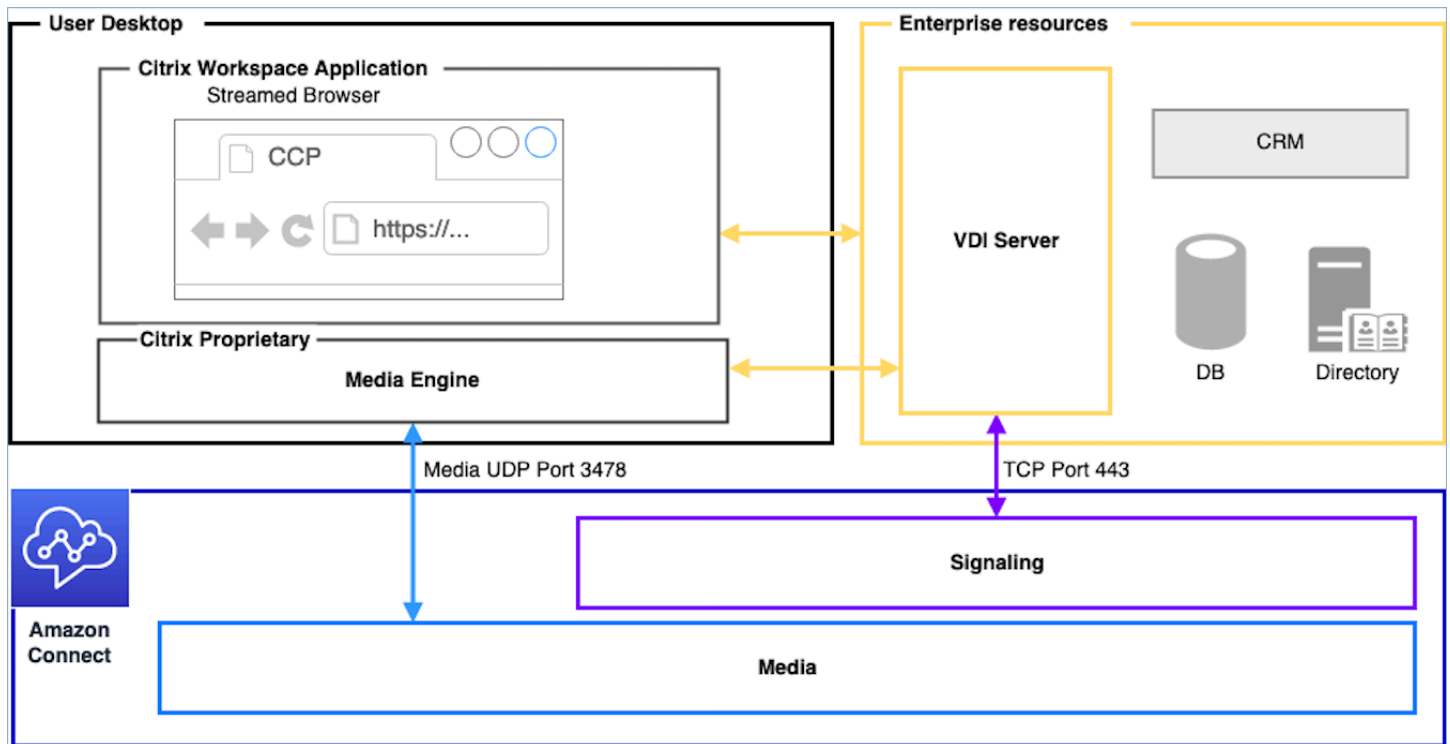 User Desktop
Citrix Workspace Application
Streamed Browser
CCP
https://...
Citrix Proprietary
Media Engine
Enterprise resources
VDI Server
CRM
DB
Directory
Media UDP Port 3478
TCP Port 443
Amazon
Connect
Signaling
Media